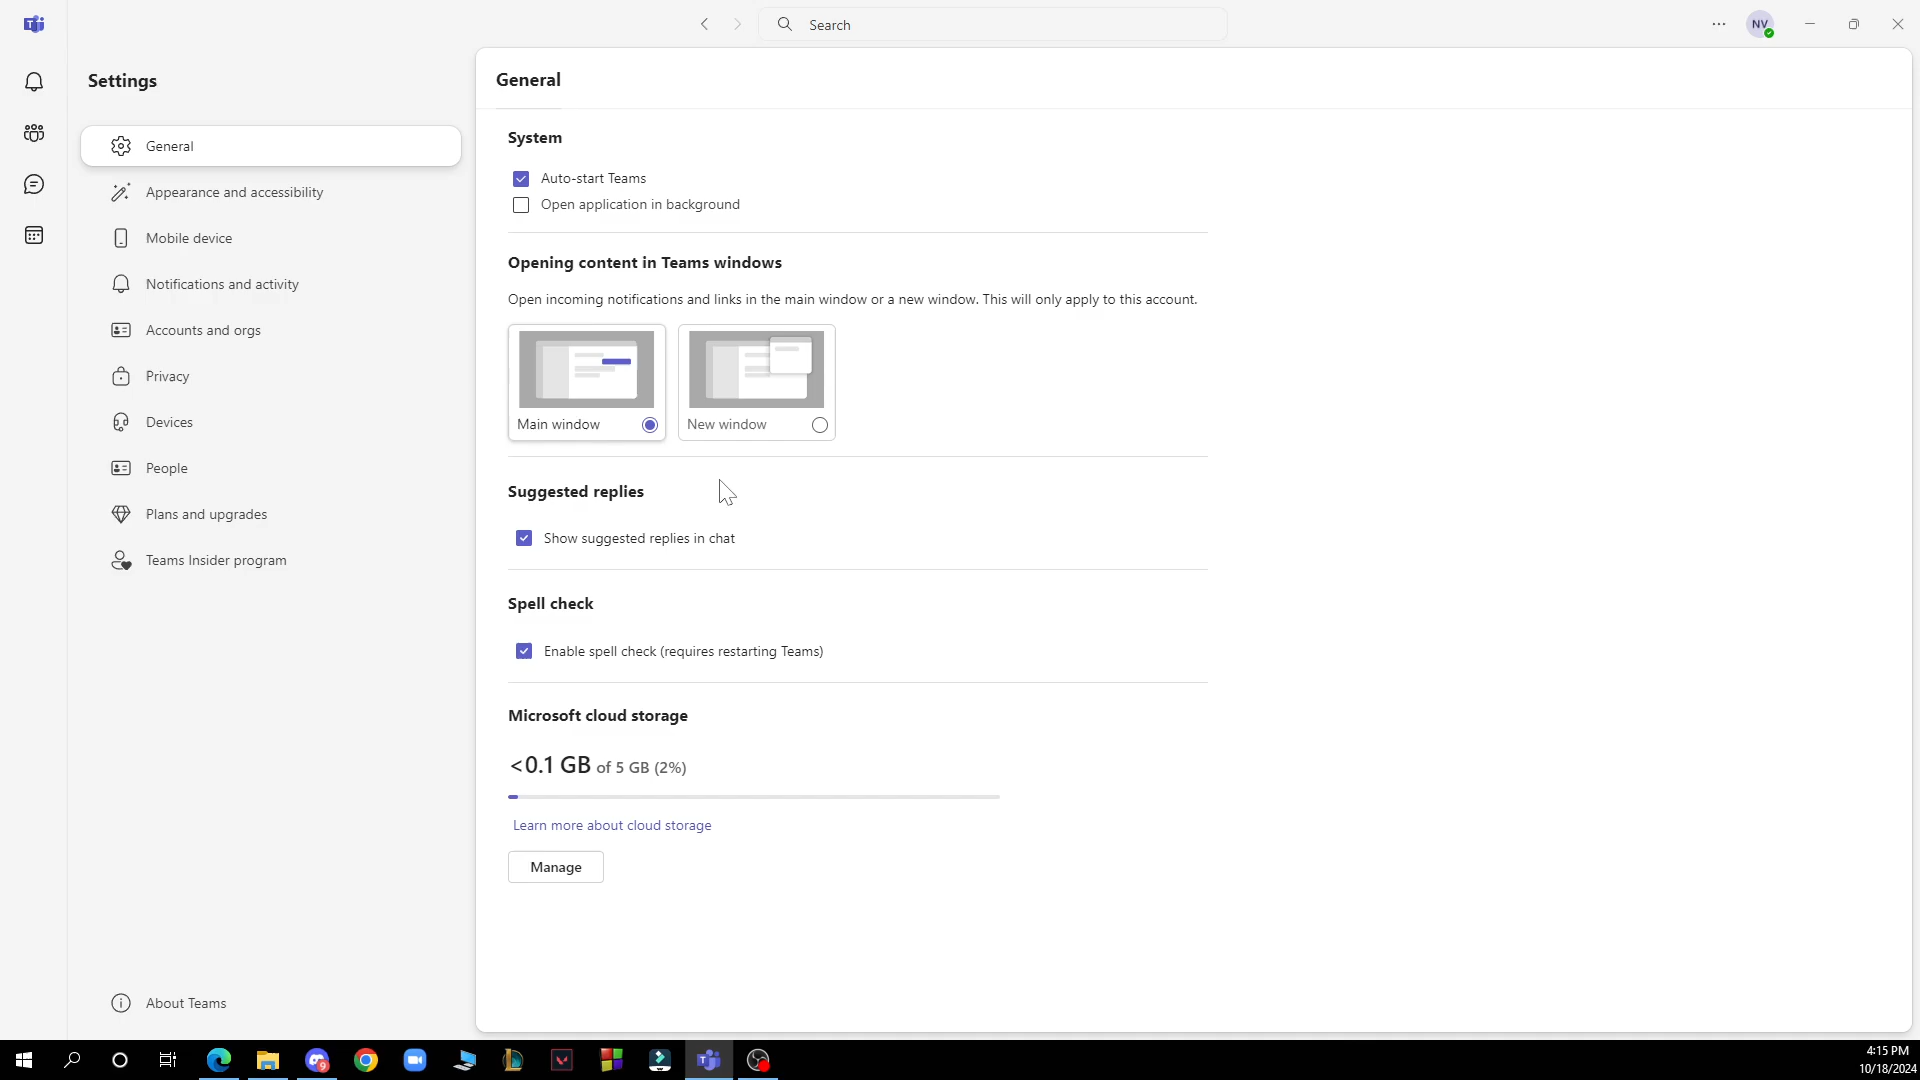 Search
NV
Settings
General
Appearance and accessibility
Mobile device
Notifications and activity
Accounts and orgs
Privacy
Devices
People
Plans and upgrades
Teams Insider program
About Teams
General
System
Auto-start Teams
Open application in background
Opening content in Teams windows
Open incoming notifications and links in the main window or a new window. This will only apply to this account.
Main window
New window
Suggested replies
Show suggested replies in chat
Spell check
Enable spell check (requires restarting Teams)
Microsoft cloud storage
<0.1 GB of 5 GB (2%)
Learn more about cloud storage
Manage
9
4:15 PM
10/18/2024